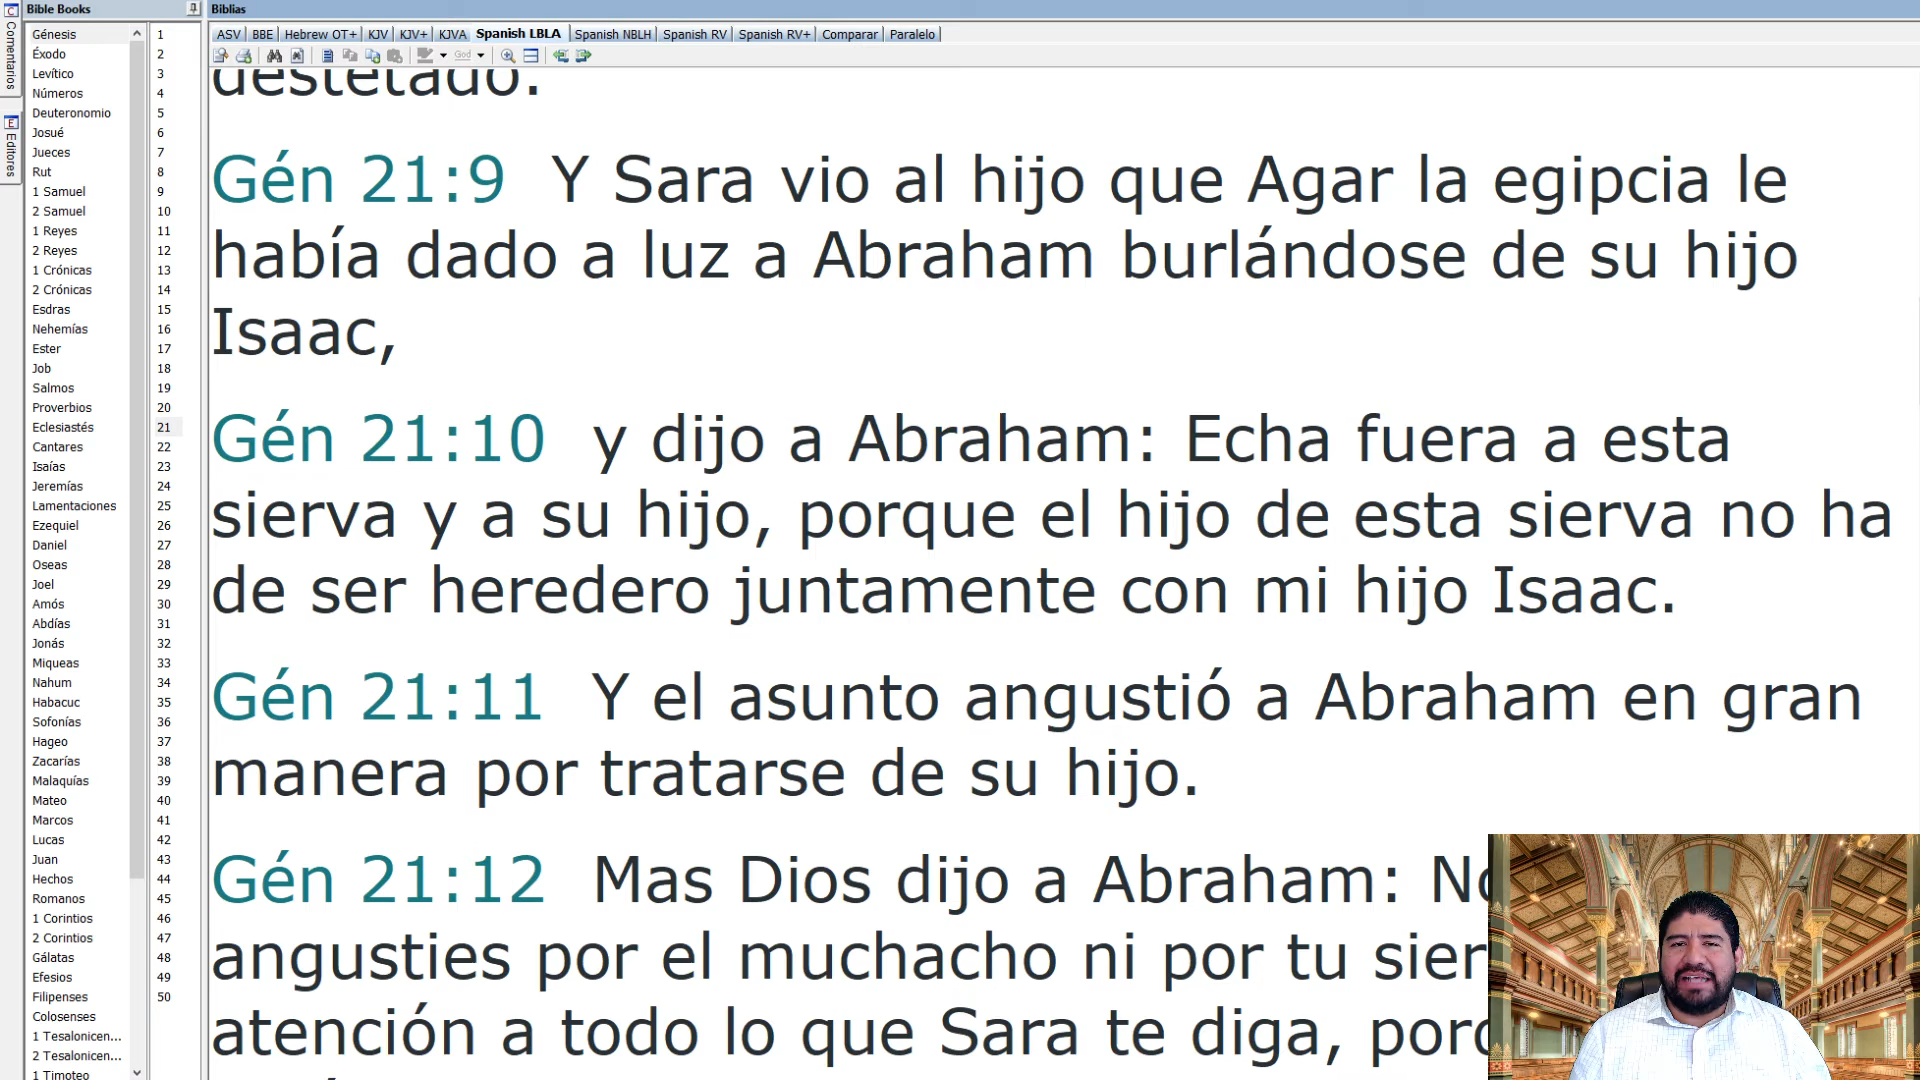 Bible Books
Biblias
Comentarios
Editores
ASV BBE Hebrew OT+ KJV KJV+ KJVA Spanish LBLA Spanish NBLH Spanish RV Spanish RV+ Comparar Paralelo
God
Génesis 1
Éxodo 2
Levítico 3
Números 4
Deuteronomio 5
Josué 6
Jueces 7
Rut 8
1 Samuel 9
2 Samuel 10
1 Reyes 11
2 Reyes 12
1 Crónicas 13
2 Crónicas 14
Esdras 15
Nehemías 16
Ester 17
Job 18
Salmos 19
Proverbios 20
Eclesiastés 21
Cantares 22
Isaías 23
Jeremías 24
Lamentaciones 25
Ezequiel 26
Daniel 27
Oseas 28
Joel 29
Amós 30
Abdías 31
Jonás 32
Miqueas 33
Nahum 34
Habacuc 35
Sofonías 36
Hageo 37
Zacarías 38
Malaquías 39
Mateo 40
Marcos 41
Lucas 42
Juan 43
Hechos 44
Romanos 45
1 Corintios 46
2 Corintios 47
Gálatas 48
Efesios 49
Filipenses 50
Colosenses
1 Tesalonicen...
2 Tesalonicen...
1 Timoteo
destetado.
Gén 21:9 Y Sara vio al hijo que Agar la egipcia le
había dado a luz a Abraham burlándose de su hijo
Isaac,
Gén 21:10 y dijo a Abraham: Echa fuera a esta
sierva y a su hijo, porque el hijo de esta sierva no ha
de ser heredero juntamente con mi hijo Isaac.
Gén 21:11 Y el asunto angustió a Abraham en gran
manera por tratarse de su hijo.
Gén 21:12 Mas Dios dijo a Abraham: No
angusties por el muchacho ni por tu sier
atención a todo lo que Sara te diga, porq